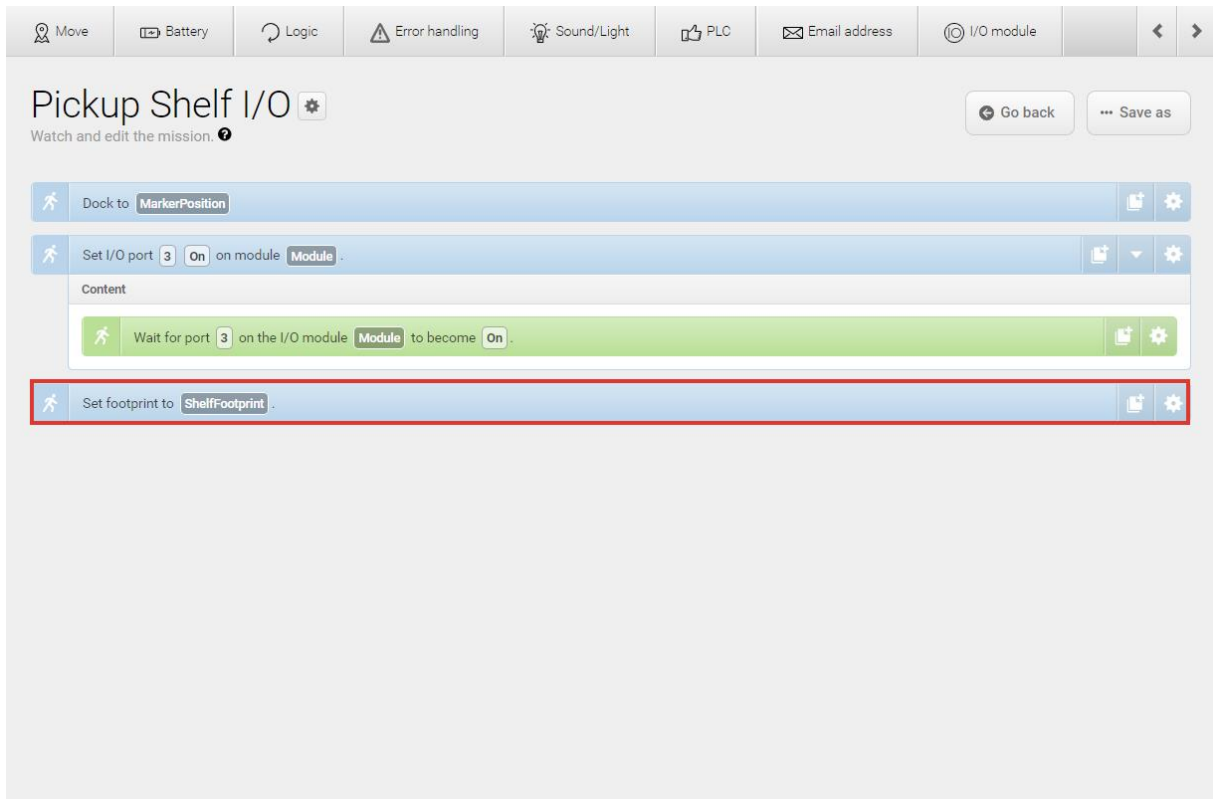 Move Battery Logic Error handling Sound/Light PLC Email address I/O module
Pickup Shelf I/O
Go back ··· Save as
Watch and edit the mission. ?
Dock to MarkerPosition
Set I/O port 3 On on module Module .
Content
Wait for port 3 on the I/O module Module to become On .
Set footprint to ShelfFootprint .